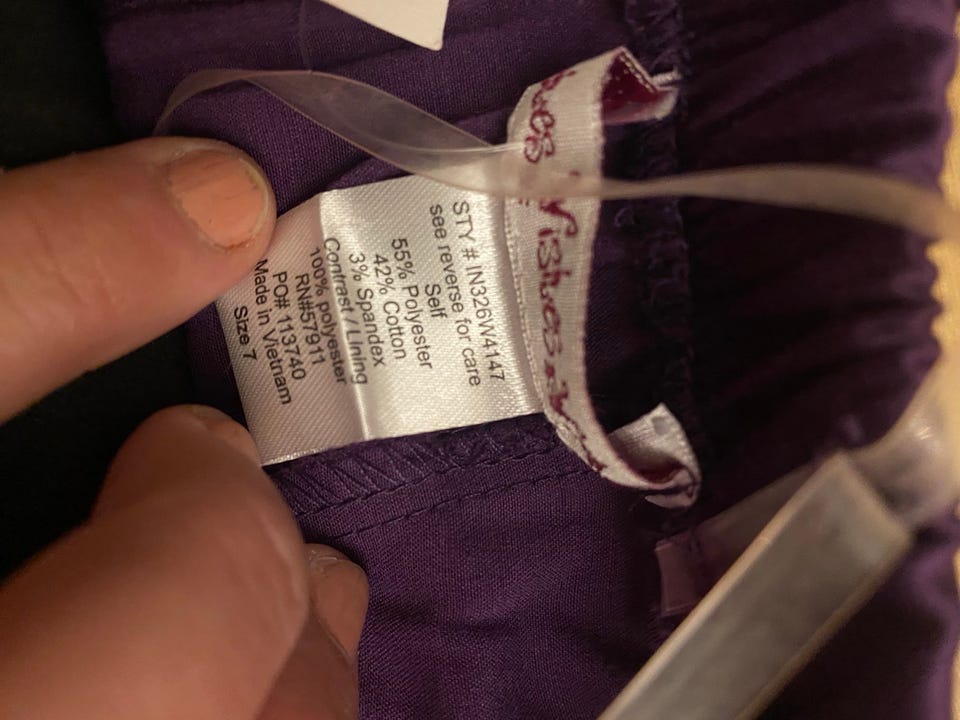 STY # IN326W4147
see reverse for care
Self
55% Polyester
42% Cotton
3% Spandex
Contrast/Lining
100% polyester
RN#57911
PO# 113740
Made in Vietnam
Size 7
Wishes